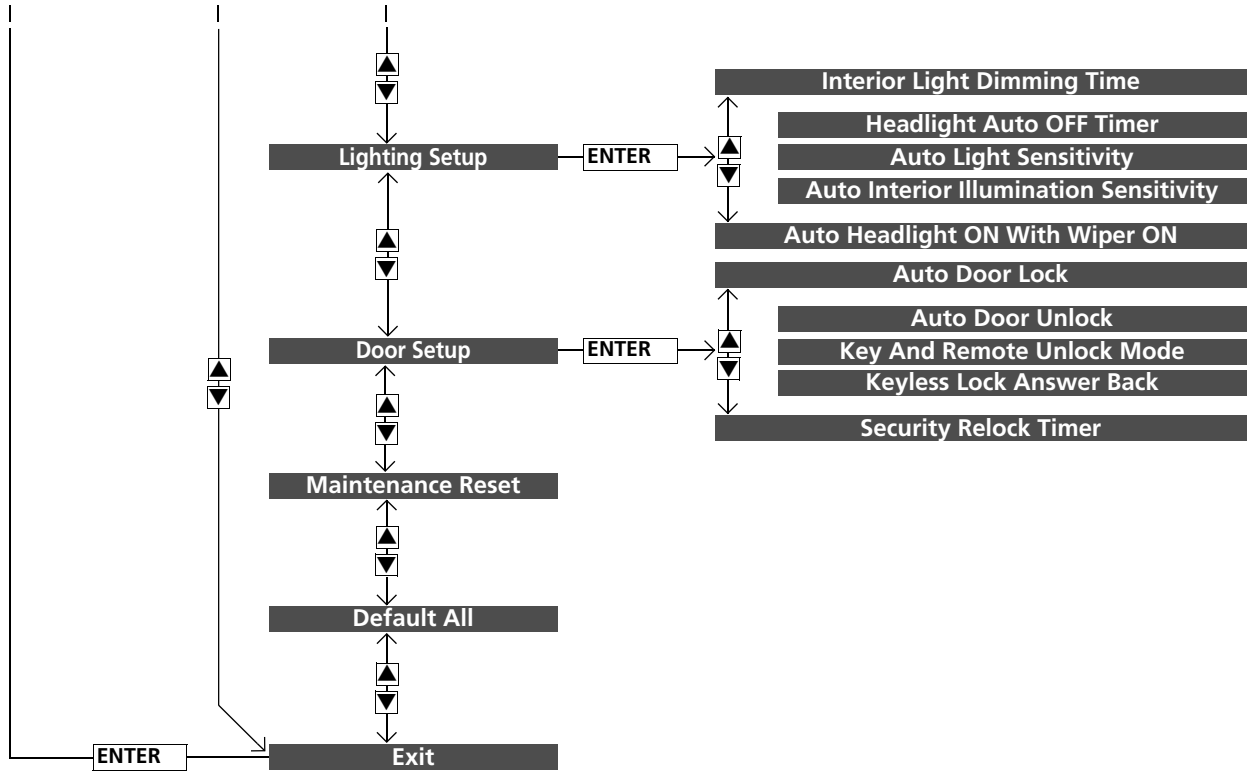 Interior Light Dimming Time
Headlight Auto OFF Timer
Lighting Setup
ENTER
Auto Light Sensitivity
Auto Interior Illumination Sensitivity
Auto Headlight ON With Wiper ON
Auto Door Lock
Auto Door Unlock
Door Setup
ENTER
Key And Remote Unlock Mode
Keyless Lock Answer Back
Security Relock Timer
Maintenance Reset
Default All
ENTER
Exit